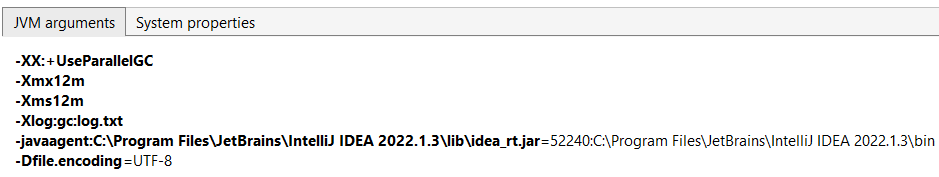 JVM arguments System properties
-XX:+UseParallelGC
-Xmx12m
-Xms12m
-Xlog:gc:log.txt
-javaagent:C:\Program Files\JetBrains\IntelliJ IDEA 2022.1.3\lib\idea_rt.jar=52240:C:\Program Files\JetBrains\IntelliJ IDEA 2022.1.3\bin
-Dfile.encoding=UTF-8